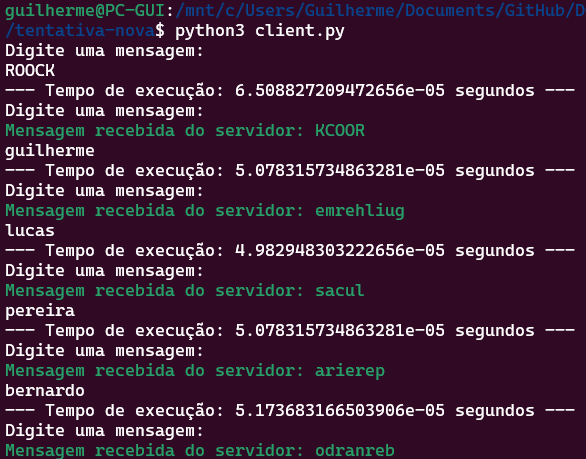 guilherme@PC-GUI:/mnt/c/Users/Guilherme/Documents/GitHub/D
/tentativa-nova$ python3 client.py
Digite uma mensagem:
ROOCK
--- Tempo de execução: 6.508827209472656e-05 segundos ---
Digite uma mensagem:
Mensagem recebida do servidor: KCOOR
guilherme
--- Tempo de execução: 5.078315734863281e-05 segundos ---
Digite uma mensagem:
Mensagem recebida do servidor: emrehliug
lucas
--- Tempo de execução: 4.982948303222656e-05 segundos ---
Digite uma mensagem:
Mensagem recebida do servidor: sacul
pereira
--- Tempo de execução: 5.078315734863281e-05 segundos ---
Digite uma mensagem:
Mensagem recebida do servidor: arierep
bernardo
--- Tempo de execução: 5.173683166503906e-05 segundos ---
Digite uma mensagem:
Mensagem recebida do servidor: odranreb